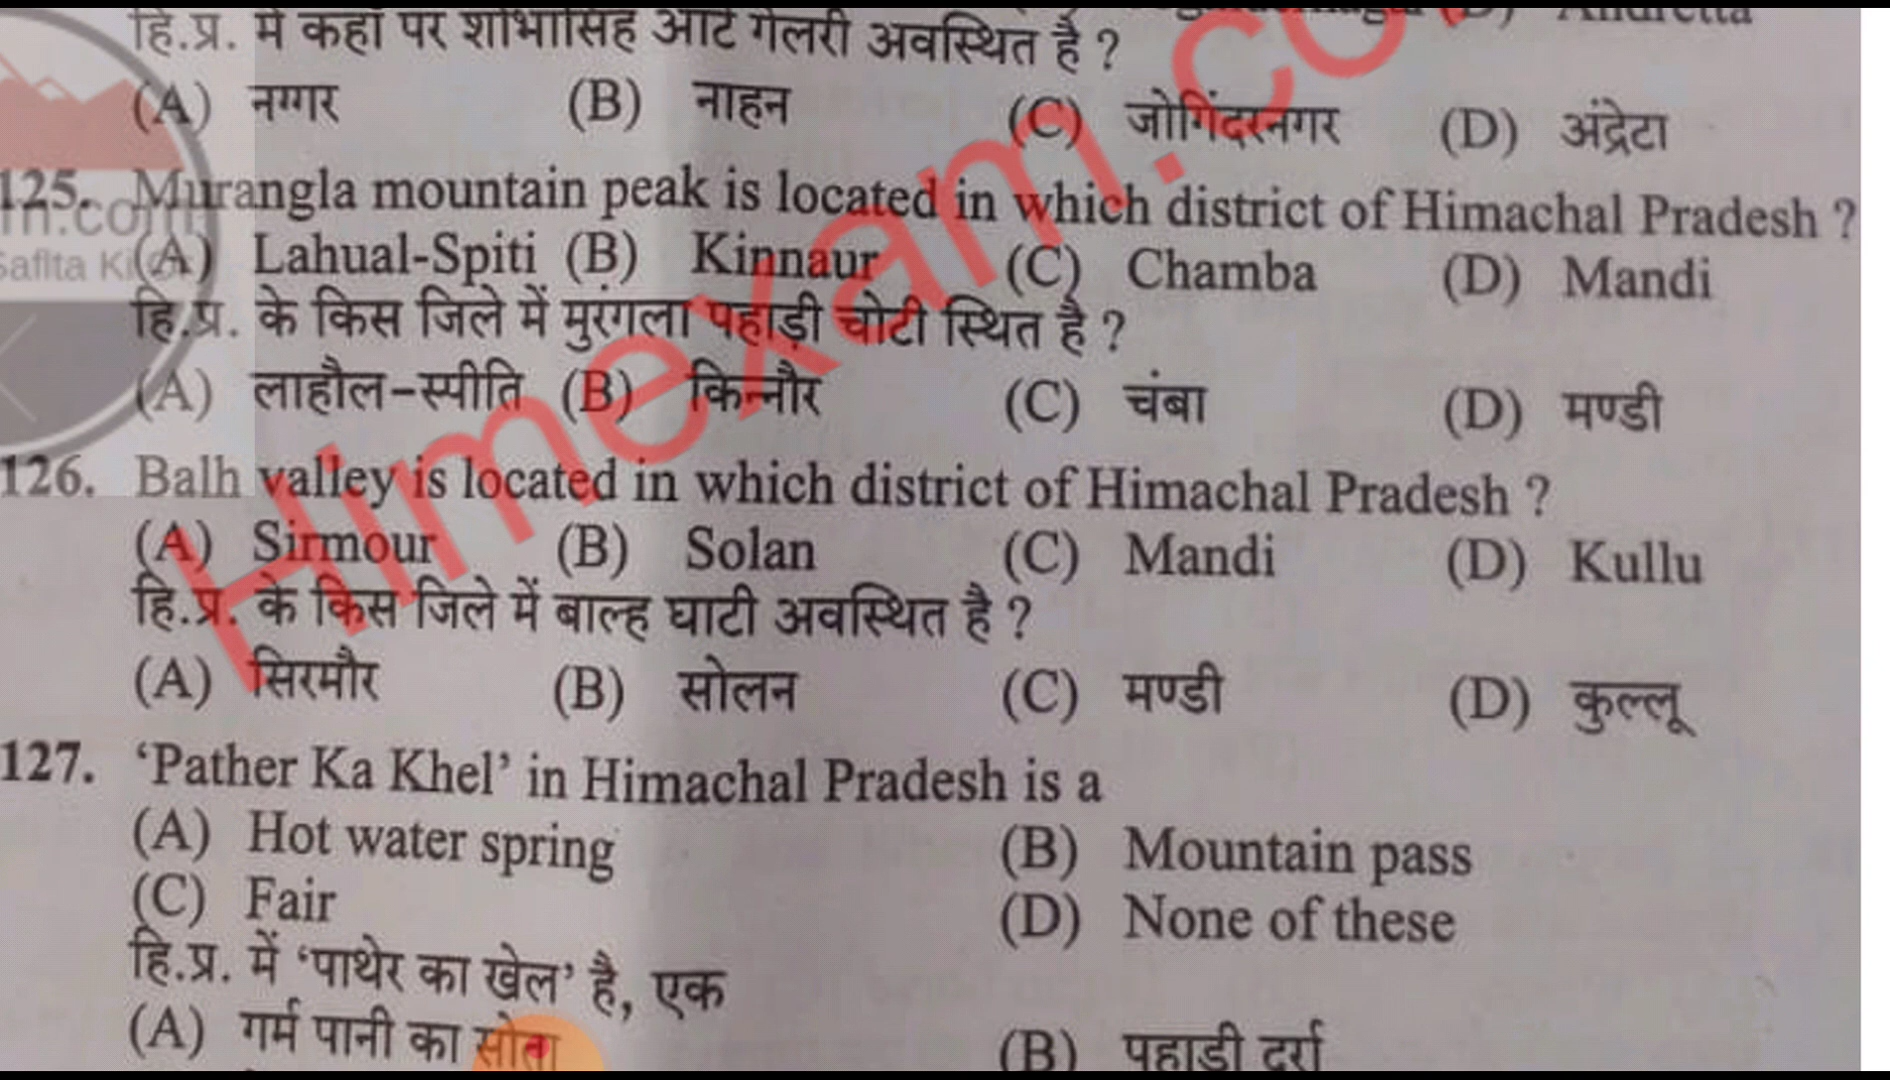 हि.प्र. में कहाँ पर शोभासिंह आर्ट गैलरी अवस्थित है ?
(A) नग्गर (B) नाहन (C) जोगिंदरनगर (D) अंद्रेटा
125. Murangla mountain peak is located in which district of Himachal Pradesh ?
(A) Lahual-Spiti (B) Kinnaur (C) Chamba (D) Mandi
हि.प्र. के किस जिले में मुरंगला पहाड़ी चोटी स्थित है ?
(A) लाहौल-स्पीति (B) किन्नौर (C) चंबा (D) मण्डी
126. Balh valley is located in which district of Himachal Pradesh ?
(A) Sirmour (B) Solan (C) Mandi (D) Kullu
हि.प्र. के किस जिले में बाल्ह घाटी अवस्थित है ?
(A) सिरमौर (B) सोलन (C) मण्डी (D) कुल्लू
127. ‘Pather Ka Khel’ in Himachal Pradesh is a
(A) Hot water spring (B) Mountain pass
(C) Fair (D) None of these
हि.प्र. में ‘पाथेर का खेल’ है, एक
(A) गर्म पानी का सोता (B) पहाड़ी दर्रा
Himexam.com